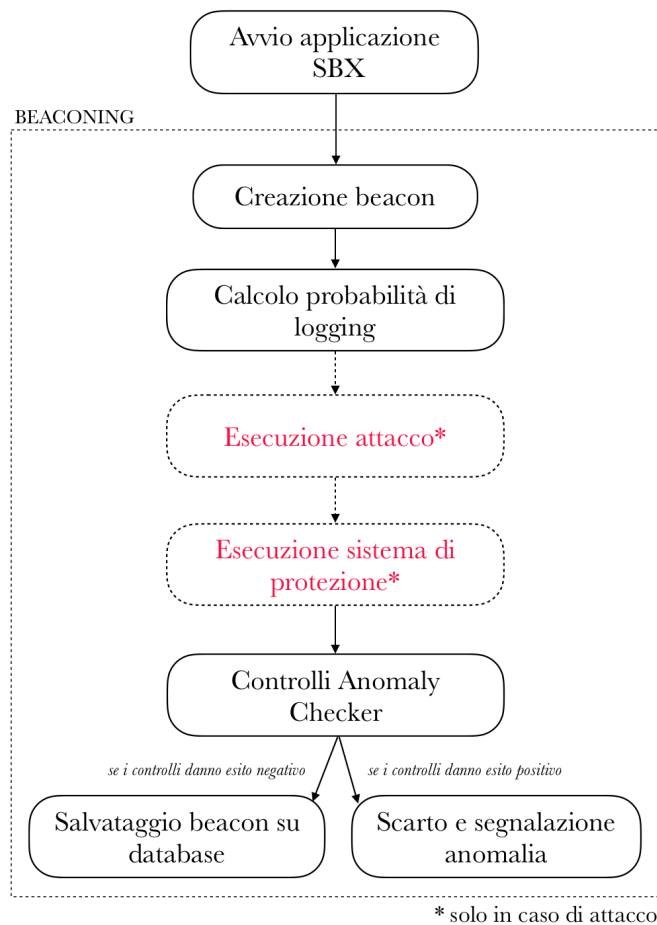 Avvio applicazione
SBX
BEACONING
Creazione beacon
Calcolo probabilità di
logging
Esecuzione attacco*
Esecuzione sistema di
protezione*
Controlli Anomaly
Checker
se i controlli danno esito negativo
se i controlli danno esito positivo
Salvataggio beacon su
database
Scarto e segnalazione
anomalia
* solo in caso di attacco